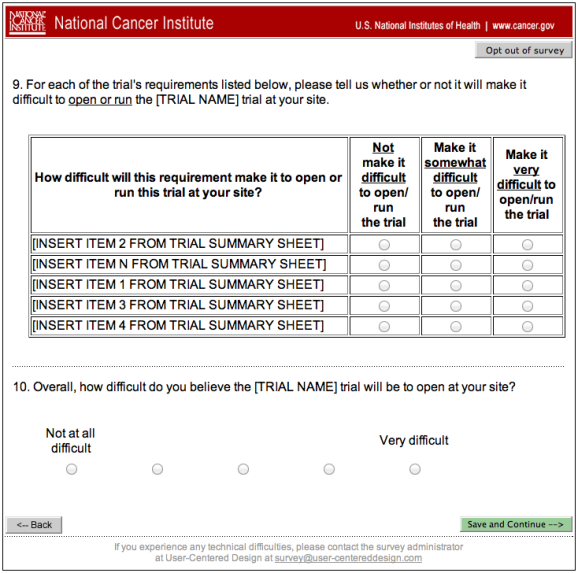 NATIONAL
CANCER
INSTITUTE
National Cancer Institute
U.S. National Institutes of Health | www.cancer.gov
Opt out of survey
9. For each of the trial's requirements listed below, please tell us whether or not it will make it
difficult to open or run the [TRIAL NAME] trial at your site.
How difficult will this requirement make it to open or
run this trial at your site?
Not
make it
difficult
to open/
run
the trial
Make it
somewhat
difficult
to open/
run
the trial
Make it
very
difficult to
open/run
the trial
[INSERT ITEM 2 FROM TRIAL SUMMARY SHEET]
[INSERT ITEM N FROM TRIAL SUMMARY SHEET]
[INSERT ITEM 1 FROM TRIAL SUMMARY SHEET]
[INSERT ITEM 3 FROM TRIAL SUMMARY SHEET]
[INSERT ITEM 4 FROM TRIAL SUMMARY SHEET]
10. Overall, how difficult do you believe the [TRIAL NAME] trial will be to open at your site?
Not at all
difficult
Very difficult
<-- Back
Save and Continue -->
If you experience any technical difficulties, please contact the survey administrator
at User-Centered Design at survey@user-centereddesign.com